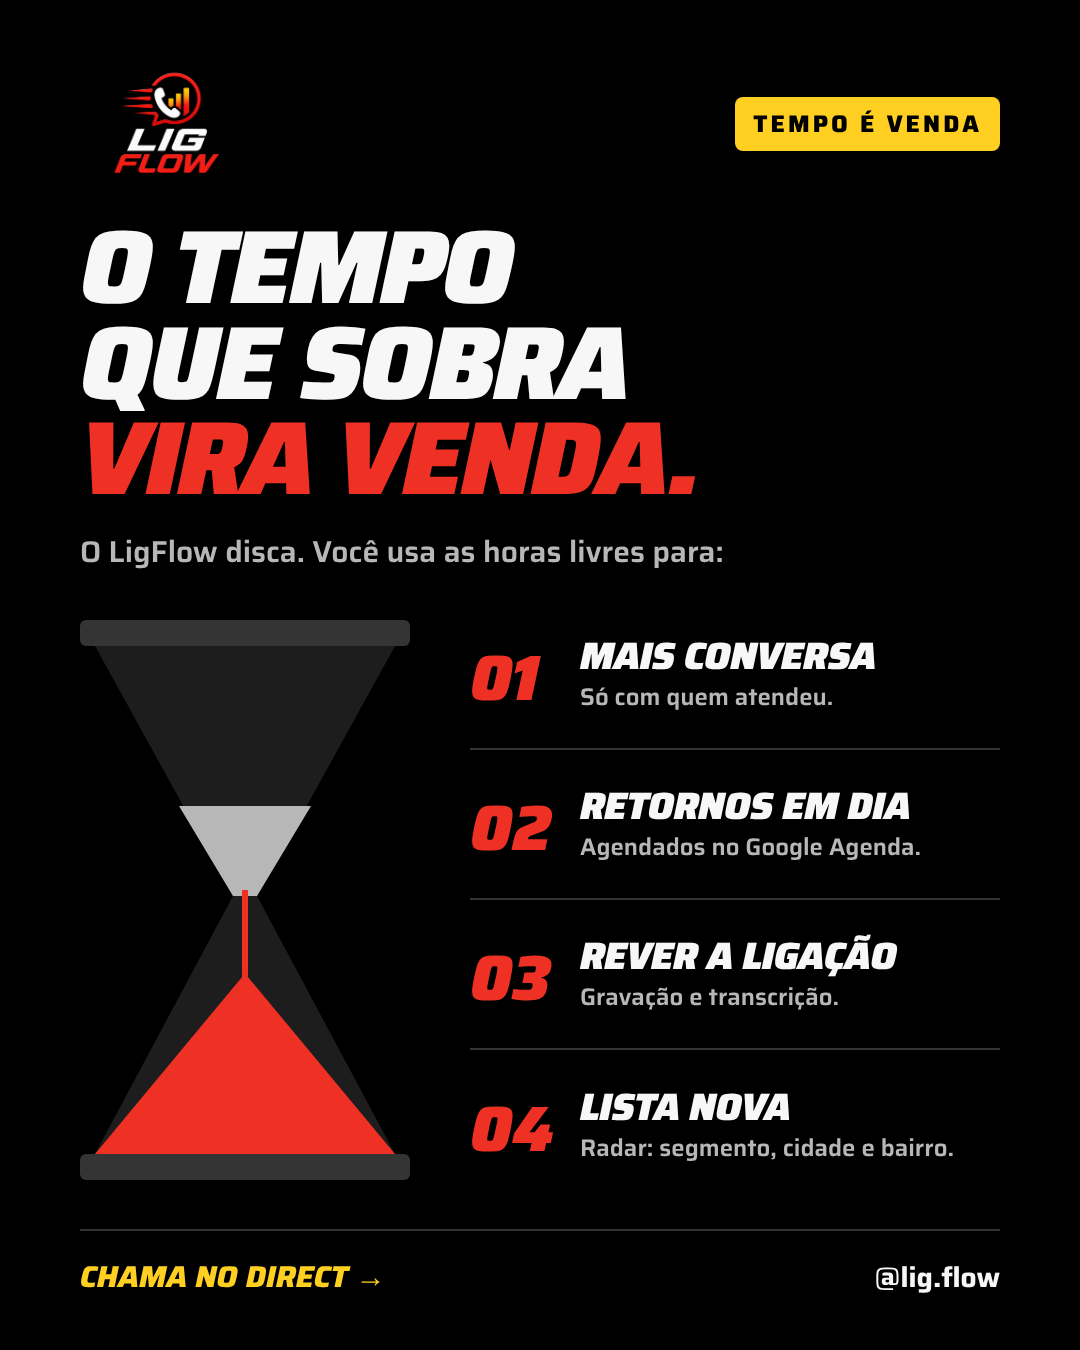 LIG
FLOW
TEMPO É VENDA
O TEMPO
QUE SOBRA
VIRA VENDA.
O LigFlow disca. Você usa as horas livres para:
01
MAIS CONVERSA
Só com quem atendeu.
02
RETORNOS EM DIA
Agendados no Google Agenda.
03
REVER A LIGAÇÃO
Gravação e transcrição.
04
LISTA NOVA
Radar: segmento, cidade e bairro.
CHAMA NO DIRECT →
@lig.flow